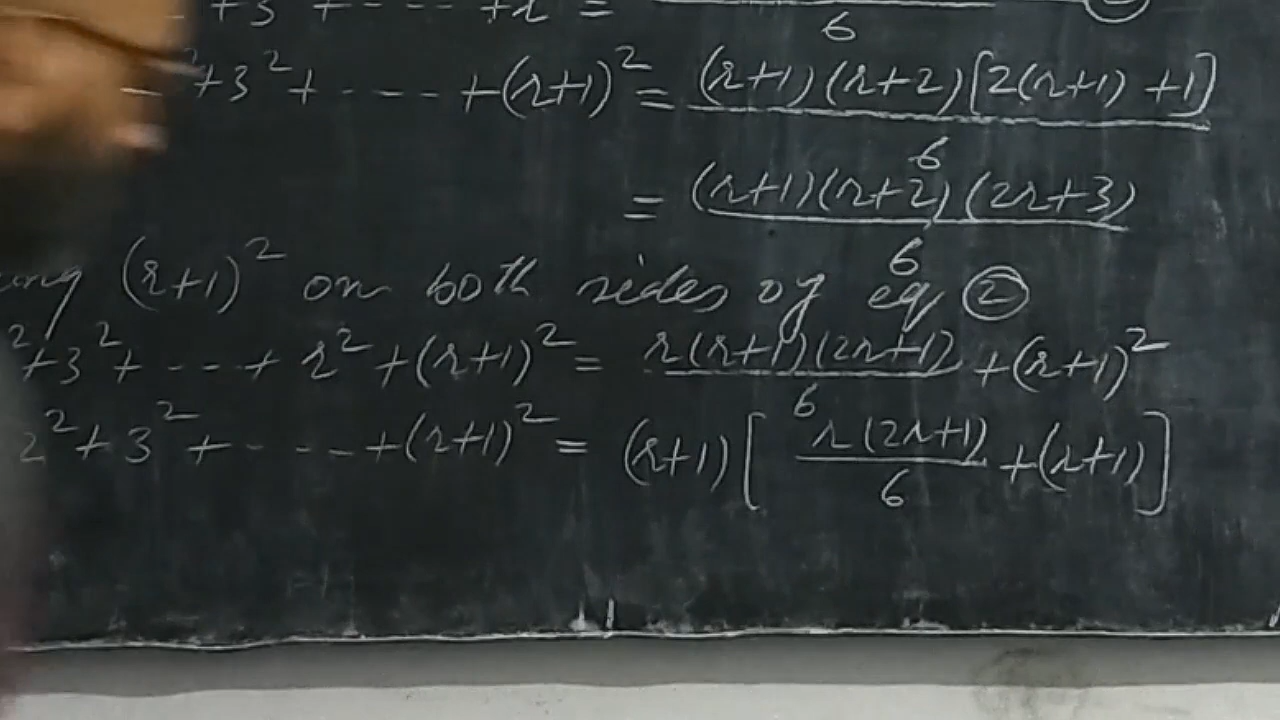 +3 + ---- + r = ――― 6 ②
+3² + ---- + (r+1)² = (r+1)(r+2)[2(r+1)+1] / 6
= (r+1)(r+2)(2r+3) / 6
(r+1)² on both sides of eq ②
² + 3² + --- + r² + (r+1)² = r(r+1)(2r+1) / 6 + (r+1)²
2² + 3² + ---- + (r+1)² = (r+1)[ r(2r+1) / 6 + (r+1) ]